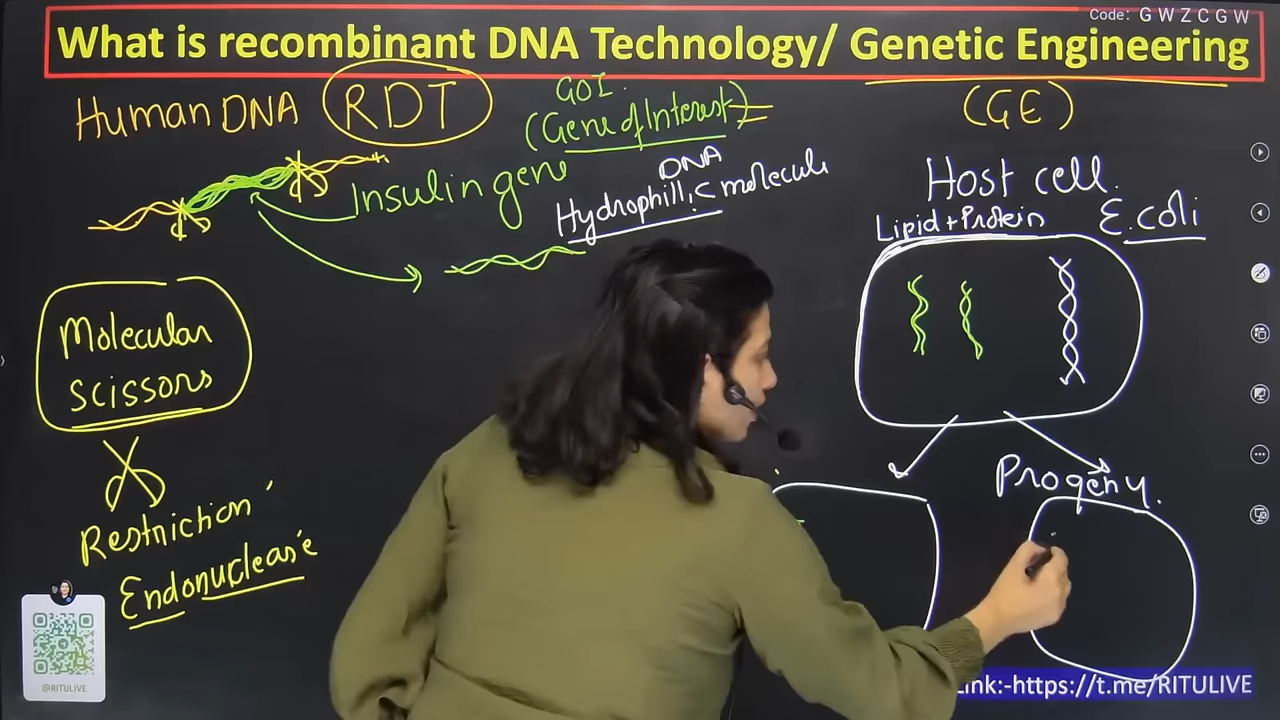 Code: G W Z C G W
What is recombinant DNA Technology/ Genetic Engineering
Human DNA
RDT
GOI.
(Gene of Interest)
(GE)
Insulin gene
DNA
Hydrophillic molecule
Host cell.
Lipid + Protein
E.coli
Molecular
Scissors
Restriction
Endonuclease
Progeny.
@RITULIVE
Link:-https://t.me/RITULIVE